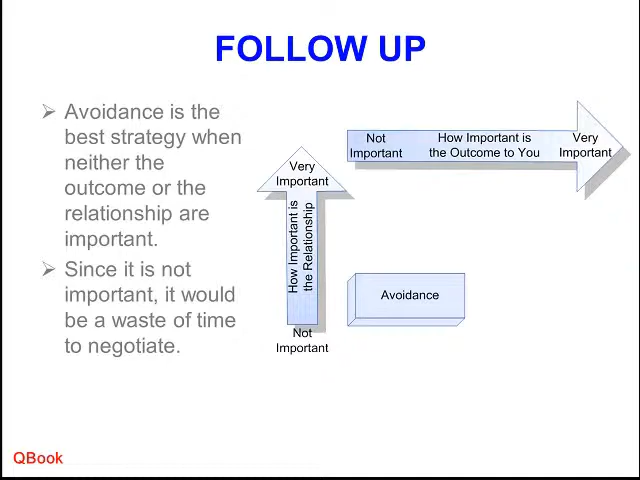 FOLLOW UP
Avoidance is the
best strategy when
neither the
outcome or the
relationship are
important.
Since it is not
important, it would
be a waste of time
to negotiate.
Not
Important
How Important is
the Outcome to You
Very
Important
Very
Important
How Important is
the Relationship
Not
Important
Avoidance
QBook